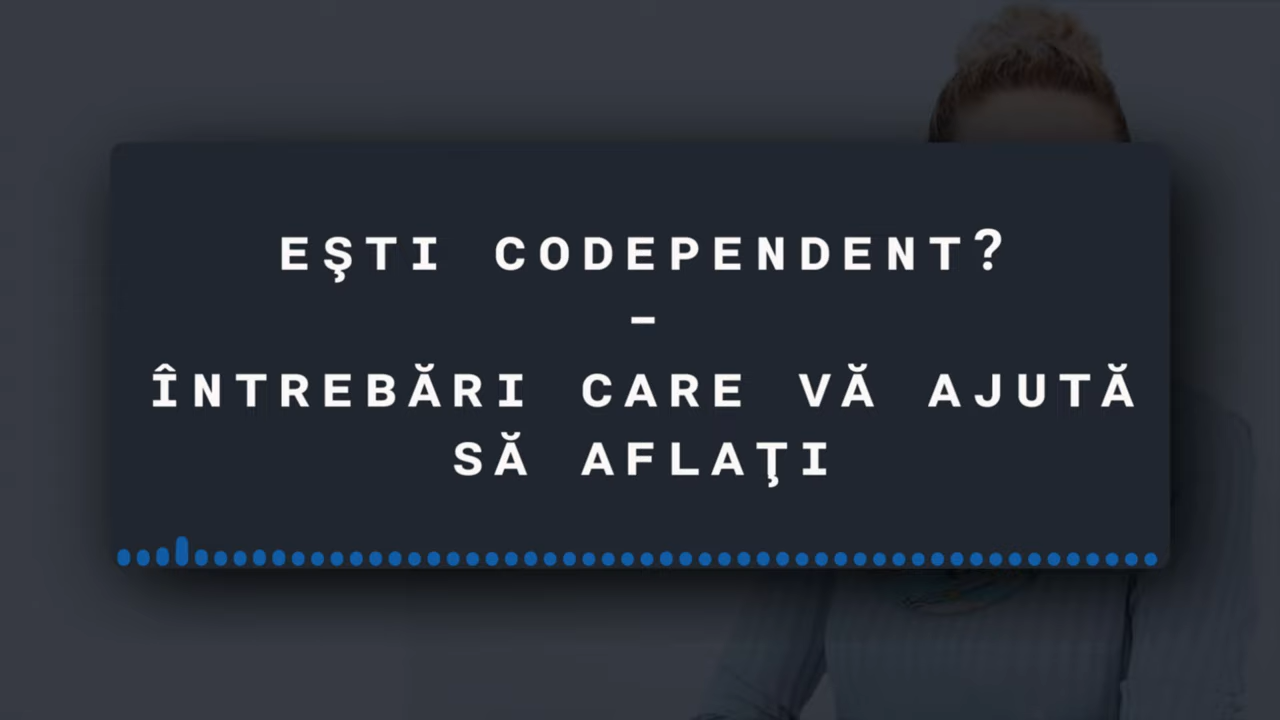 EŞTI CODEPENDENT?
–
ÎNTREBĂRI CARE VĂ AJUTĂ
SĂ AFLAŢI